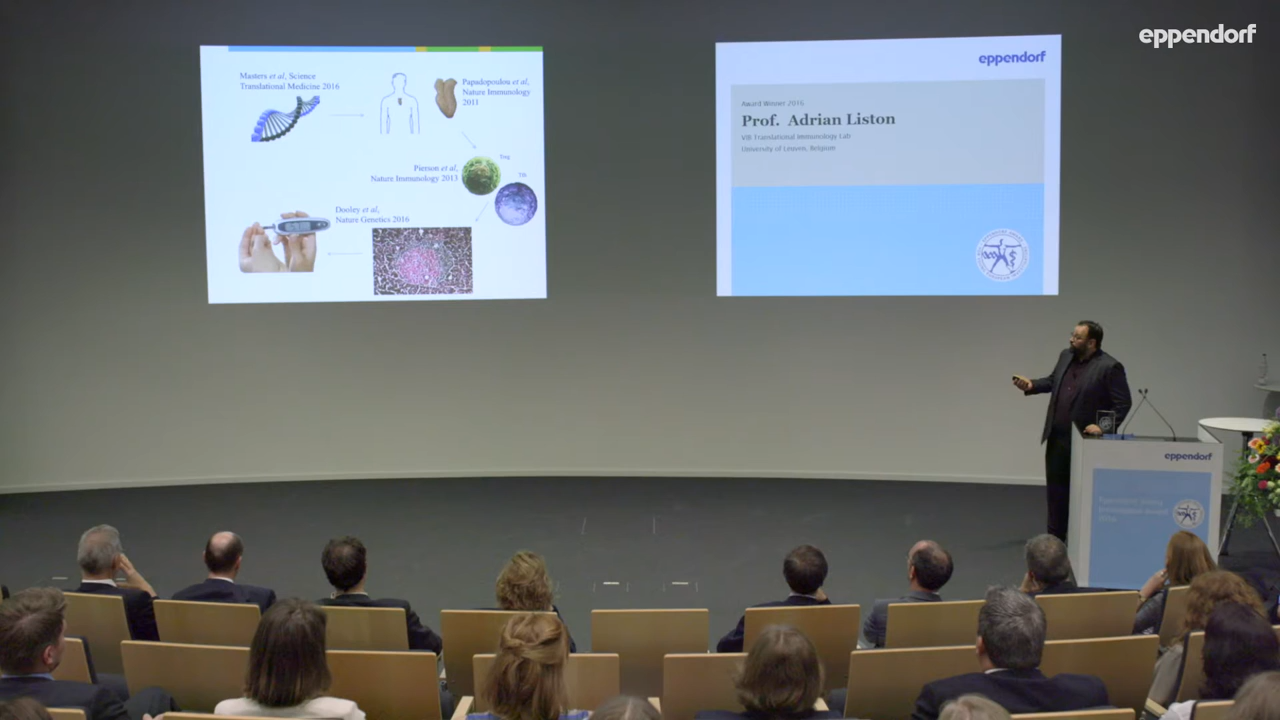 eppendorf
Masters et al, Science
Translational Medicine 2016
Papadopoulou et al,
Nature Immunology
2011
Treg
Pierson et al,
Nature Immunology 2013
Dooley et al,
Nature Genetics 2016
eppendorf
Award Winner 2016
Prof. Adrian Liston
VIB Translational Immunology Lab
University of Leuven, Belgium
eppendorf